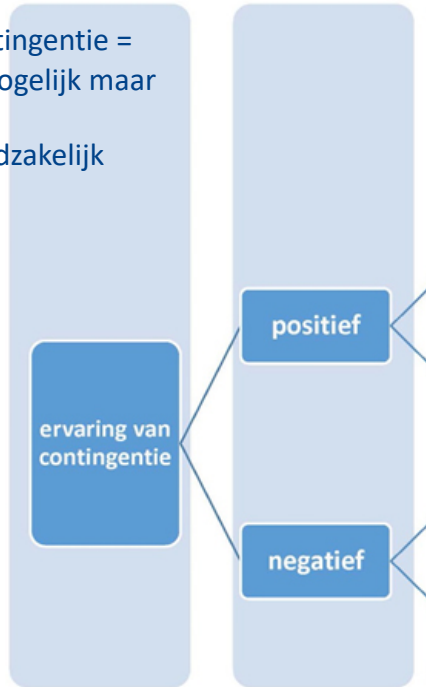 tingentie =
ogelijk maar
dzakelijk
positief
ervaring van
contingentie
negatief